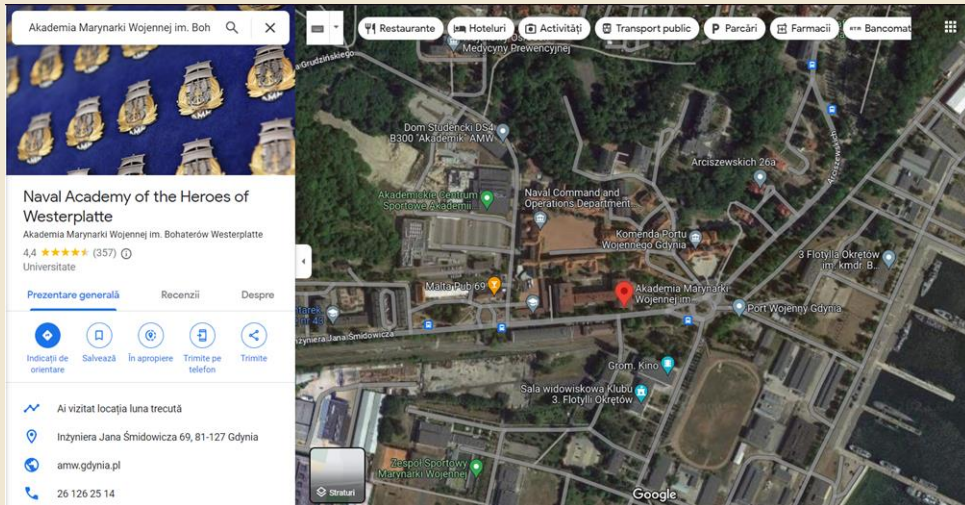 Akademia Marynarki Wojennej im. Boh
Restaurante
Hoteluri
Activități
Transport public
Parcări
Farmacii
Bancomat
Naval Academy of the Heroes of
Westerplatte
Akademia Marynarki Wojennej im. Bohaterów Westerplatte
4,4
(357)
Universitate
Prezentare generală
Recenzii
Despre
Indicații de
orientare
Salvează
În apropiere
Trimite pe
telefon
Trimite
Ai vizitat locația luna trecută
Inżyniera Jana Śmidowicza 69, 81-127 Gdynia
amw.gdynia.pl
26 126 25 14
Medycyny Prewencyjnej
Dom Studencki DS4
B300 "Akademik" AMW
Arciszewskich 26a
Arciszewskich
Akademickie Centrum
Sportowe Akademii...
Naval Command and
Operations Department
Komenda Portu
Wojennego Gdynia
3 Flotylla Okrętów
im. kmdr. B...
Malta Pub 69
Akademia Marynarki
Wojennej im
Port Wojenny Gdynia
Inżyniera Jana Śmidowicza
Grom. Kino
Sala widowiskowa Klubu
3. Flotylli Okrętów
Zespół Sportowy
Marynarki Wojennej
Straturi
Google